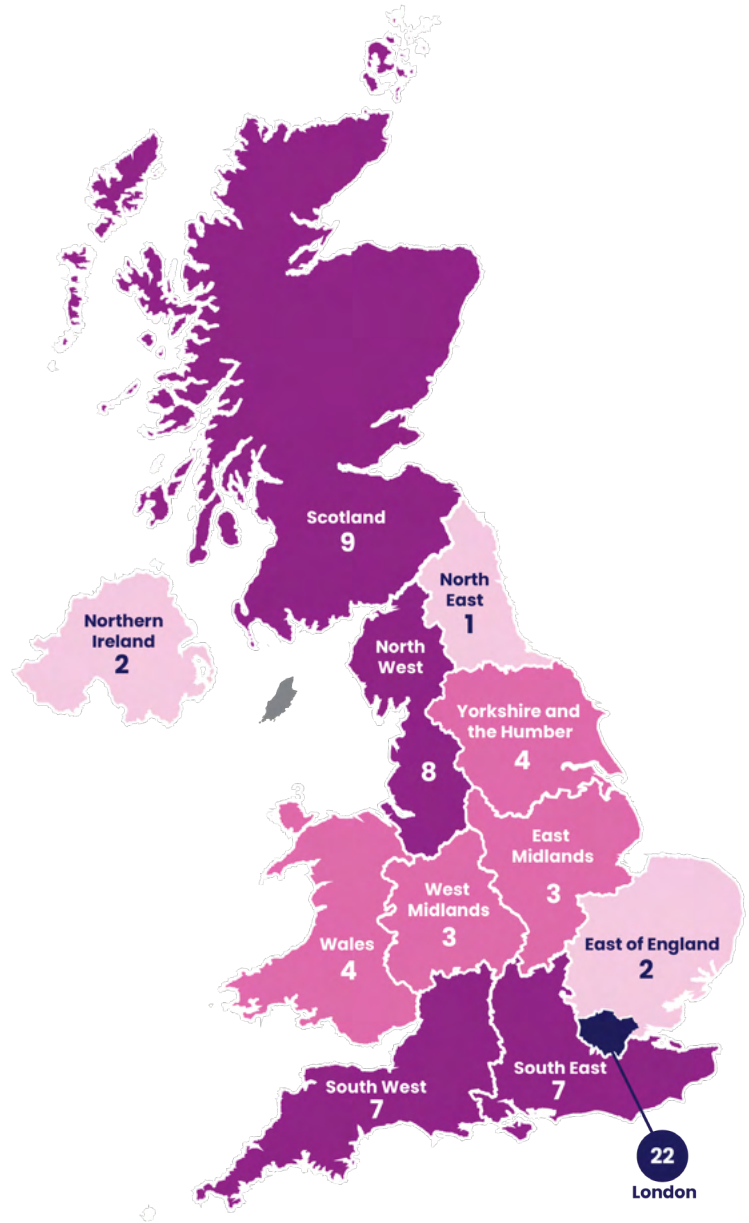 Scotland
9
North
East
1
Northern
Ireland
2
North
West
8
Yorkshire and
the Humber
4
East
Midlands
3
West
Midlands
3
Wales
4
East of England
2
South West
7
South East
7
22
London